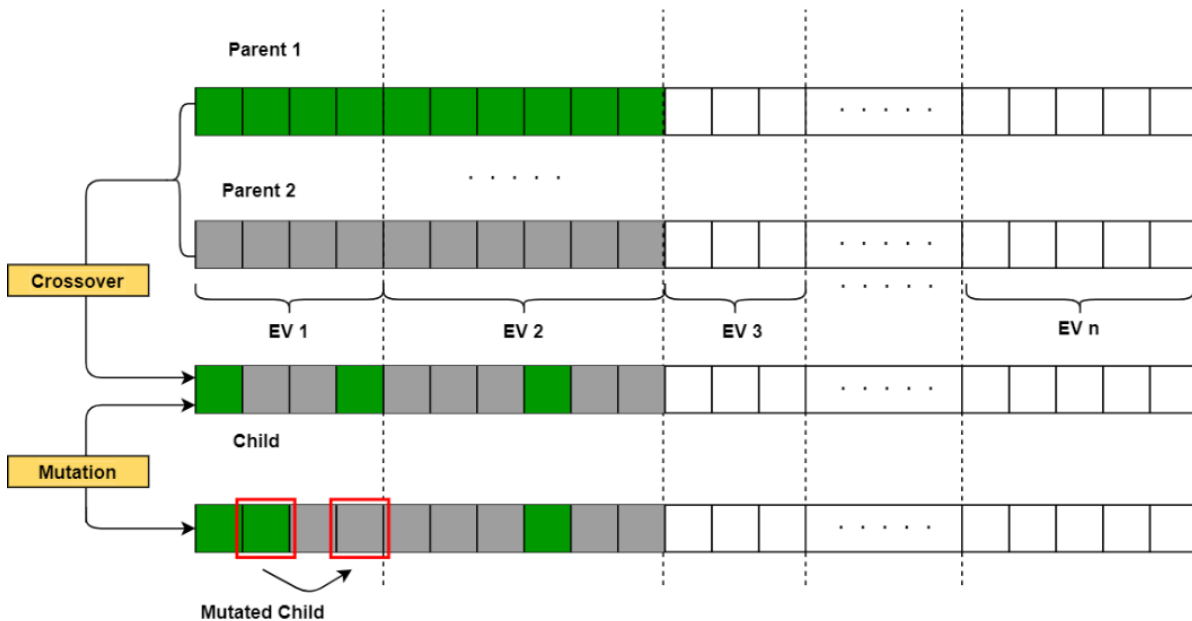 Parent 1
. . . . .
. . . . .
Parent 2
. . . . .
Crossover
. . . . .
EV 1
EV 2
EV 3
EV n
. . . . .
Child
Mutation
. . . . .
Mutated Child